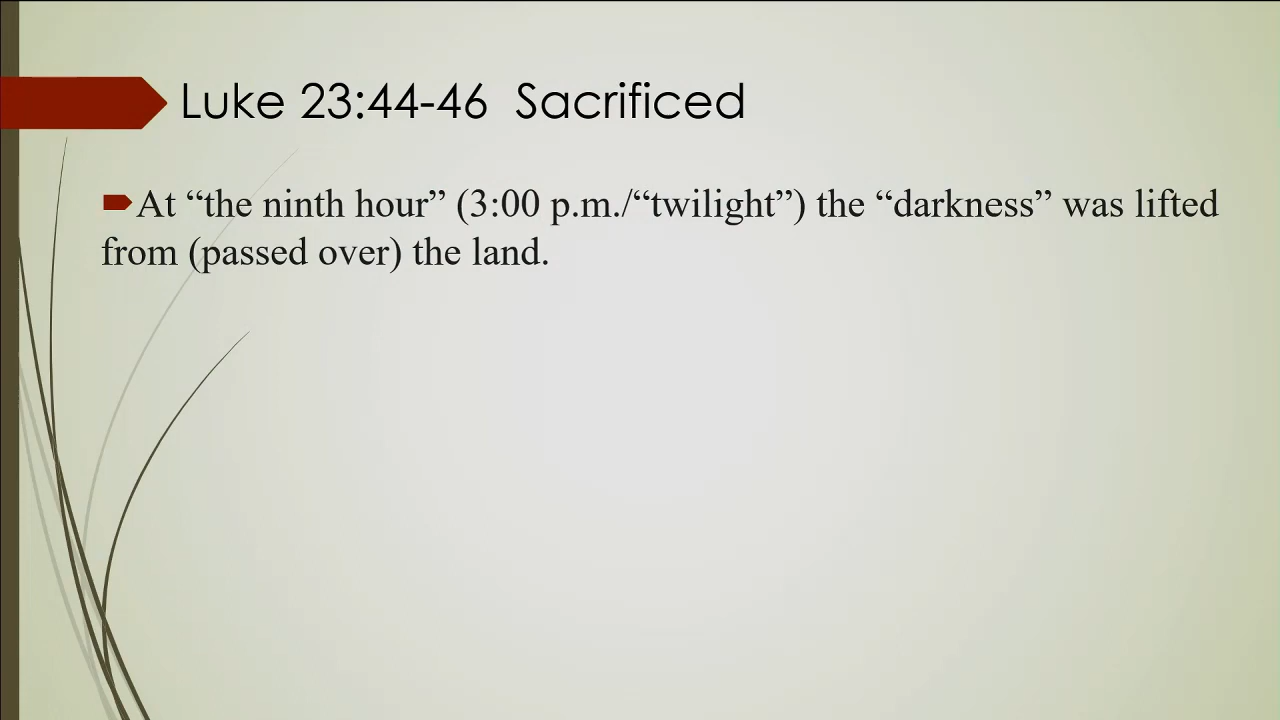 Luke 23:44-46  Sacrificed
At “the ninth hour” (3:00 p.m./“twilight”) the “darkness” was lifted
from (passed over) the land.